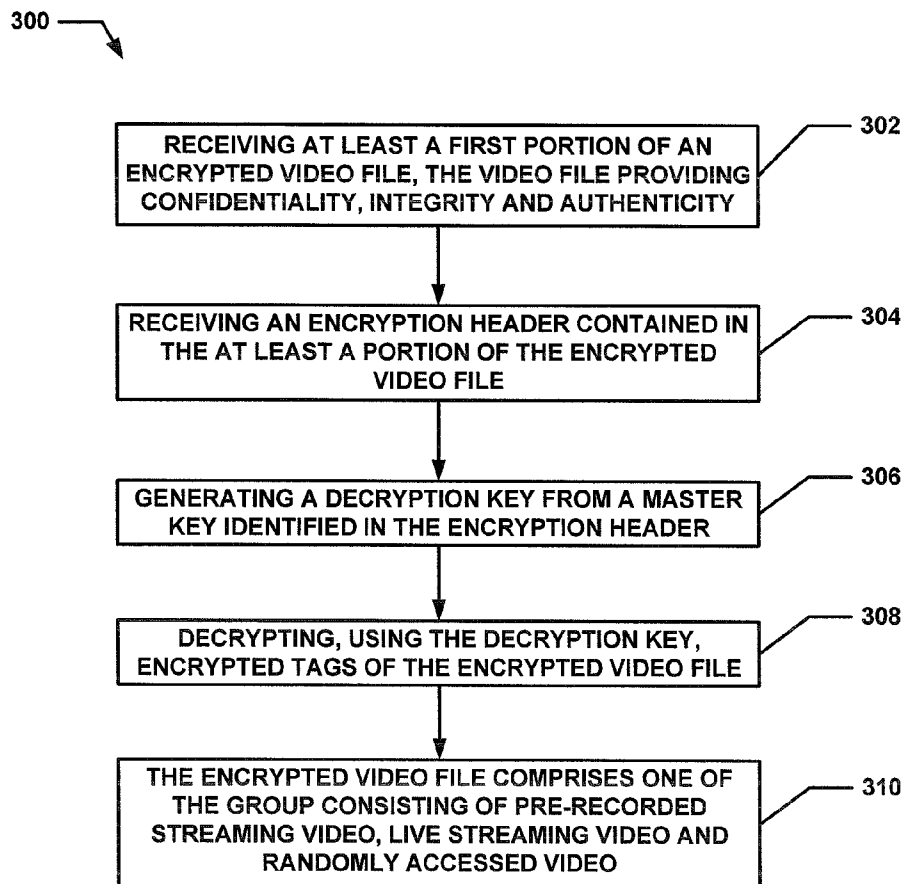 300
RECEIVING AT LEAST A FIRST PORTION OF AN
ENCRYPTED VIDEO FILE, THE VIDEO FILE PROVIDING
CONFIDENTIALITY, INTEGRITY AND AUTHENTICITY
302
RECEIVING AN ENCRYPTION HEADER CONTAINED IN
THE AT LEAST A PORTION OF THE ENCRYPTED
VIDEO FILE
304
GENERATING A DECRYPTION KEY FROM A MASTER
KEY IDENTIFIED IN THE ENCRYPTION HEADER
306
DECRYPTING, USING THE DECRYPTION KEY,
ENCRYPTED TAGS OF THE ENCRYPTED VIDEO FILE
308
THE ENCRYPTED VIDEO FILE COMPRISES ONE OF
THE GROUP CONSISTING OF PRE-RECORDED
STREAMING VIDEO, LIVE STREAMING VIDEO AND
RANDOMLY ACCESSED VIDEO
310